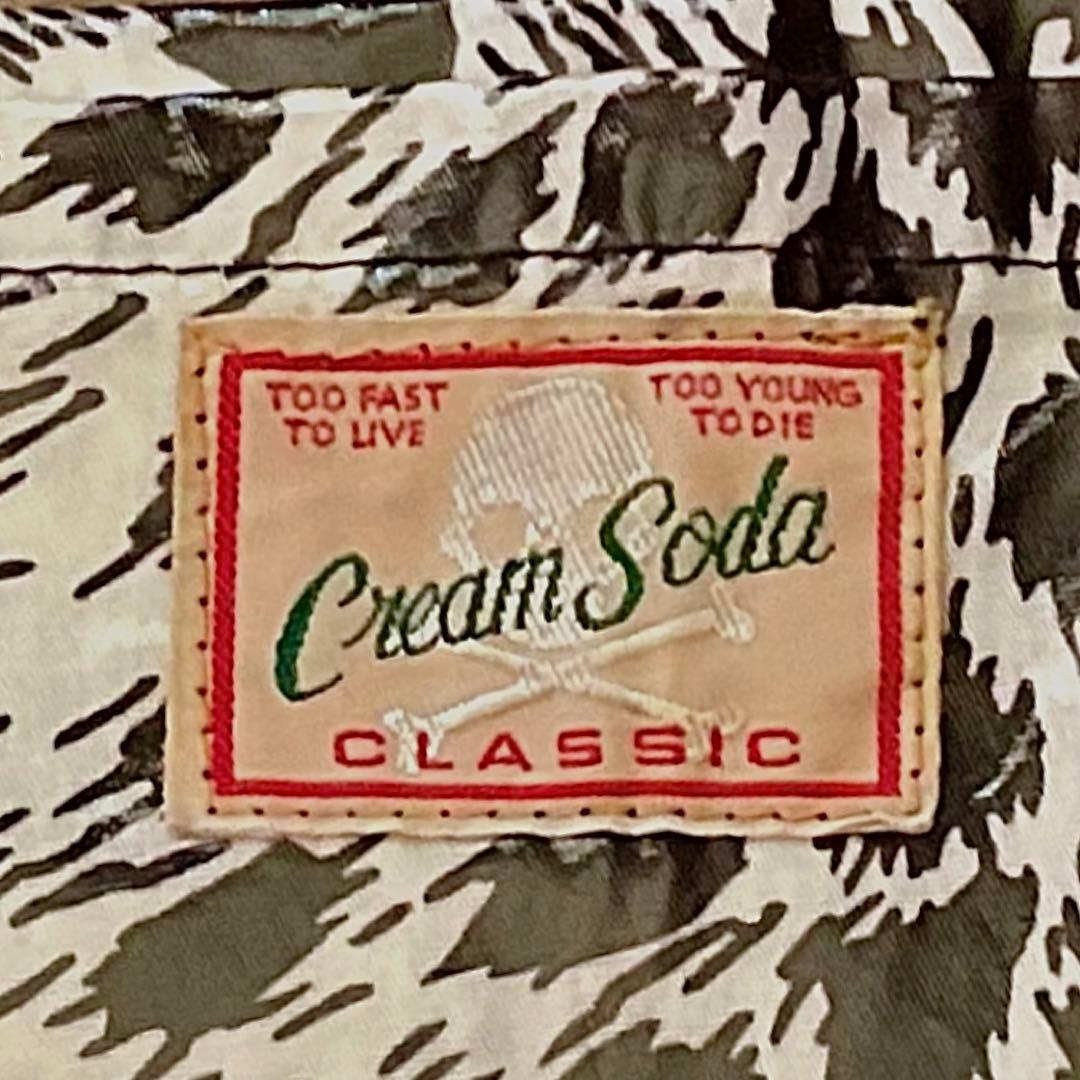 TOO FAST
TO LIVE
TOO YOUNG
TO DIE
Cream Soda
CLASSIC